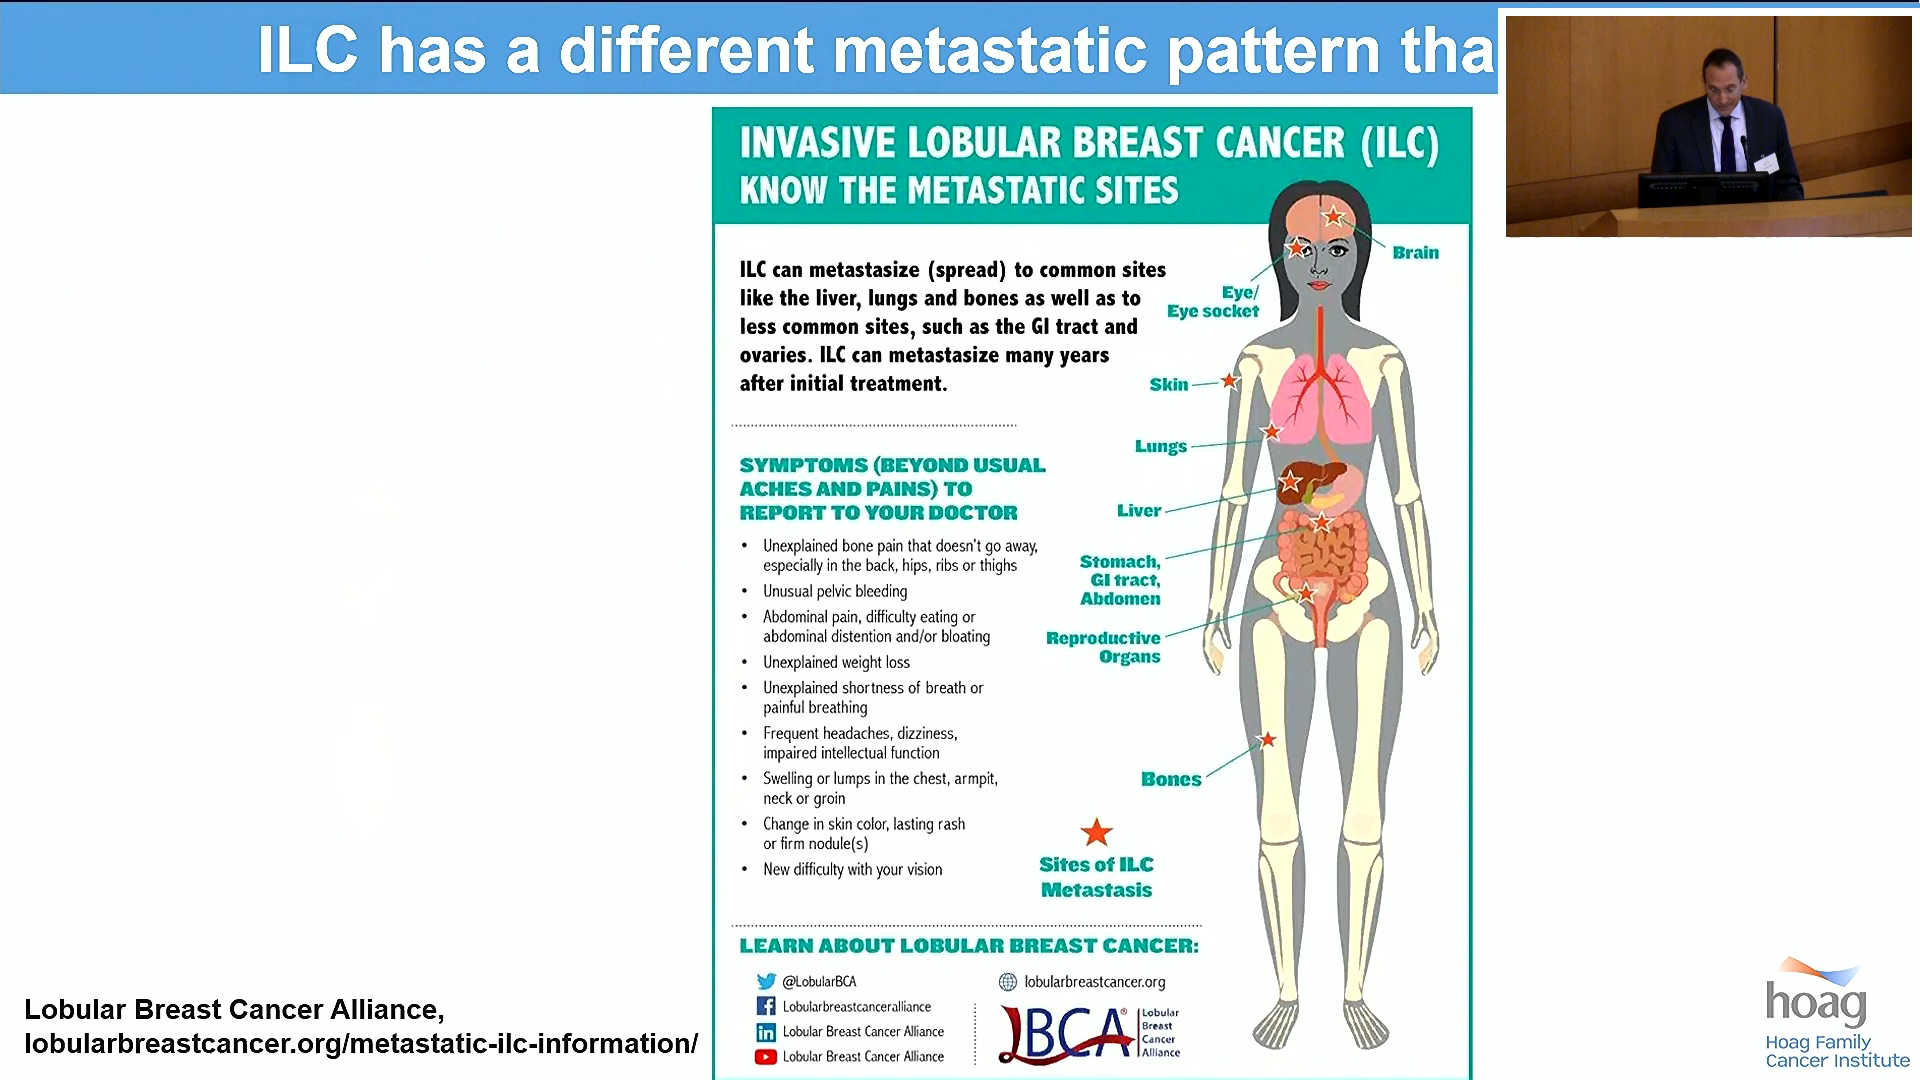 ILC has a different metastatic pattern tha
INVASIVE LOBULAR BREAST CANCER (ILC)
KNOW THE METASTATIC SITES
ILC can metastasize (spread) to common sites
like the liver, lungs and bones as well as to
less common sites, such as the GI tract and
ovaries. ILC can metastasize many years
after initial treatment.
SYMPTOMS (BEYOND USUAL
ACHES AND PAINS) TO
REPORT TO YOUR DOCTOR
• Unexplained bone pain that doesn't go away,
especially in the back, hips, ribs or thighs
• Unusual pelvic bleeding
• Abdominal pain, difficulty eating or
abdominal distention and/or bloating
• Unexplained weight loss
• Unexplained shortness of breath or
painful breathing
• Frequent headaches, dizziness,
impaired intellectual function
• Swelling or lumps in the chest, armpit,
neck or groin
• Change in skin color, lasting rash
or firm nodule(s)
• New difficulty with your vision
Brain
Eye/
Eye socket
Skin
Lungs
Liver
Stomach,
GI tract,
Abdomen
Reproductive
Organs
Bones
Sites of ILC
Metastasis
LEARN ABOUT LOBULAR BREAST CANCER:
@LobularBCA
Lobularbreastcanceralliance
Lobular Breast Cancer Alliance
Lobular Breast Cancer Alliance
lobularbreastcancer.org
LBCA®
Lobular
Breast
Cancer
Alliance
Lobular Breast Cancer Alliance,
lobularbreastcancer.org/metastatic-ilc-information/
hoag
Hoag Family
Cancer Institute